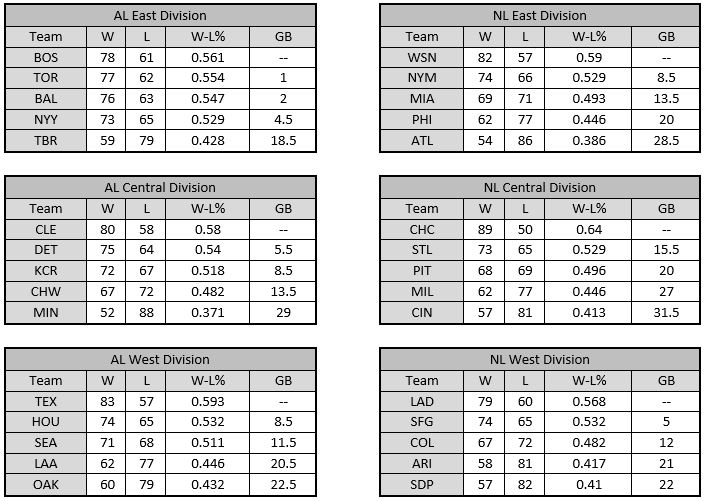 AL East Division
Team W L W-L% GB
BOS 78 61 0.561 --
TOR 77 62 0.554 1
BAL 76 63 0.547 2
NYY 73 65 0.529 4.5
TBR 59 79 0.428 18.5
NL East Division
Team W L W-L% GB
WSN 82 57 0.59 --
NYM 74 66 0.529 8.5
MIA 69 71 0.493 13.5
PHI 62 77 0.446 20
ATL 54 86 0.386 28.5
AL Central Division
Team W L W-L% GB
CLE 80 58 0.58 --
DET 75 64 0.54 5.5
KCR 72 67 0.518 8.5
CHW 67 72 0.482 13.5
MIN 52 88 0.371 29
NL Central Division
Team W L W-L% GB
CHC 89 50 0.64 --
STL 73 65 0.529 15.5
PIT 68 69 0.496 20
MIL 62 77 0.446 27
CIN 57 81 0.413 31.5
AL West Division
Team W L W-L% GB
TEX 83 57 0.593 --
HOU 74 65 0.532 8.5
SEA 71 68 0.511 11.5
LAA 62 77 0.446 20.5
OAK 60 79 0.432 22.5
NL West Division
Team W L W-L% GB
LAD 79 60 0.568 --
SFG 74 65 0.532 5
COL 67 72 0.482 12
ARI 58 81 0.417 21
SDP 57 82 0.41 22